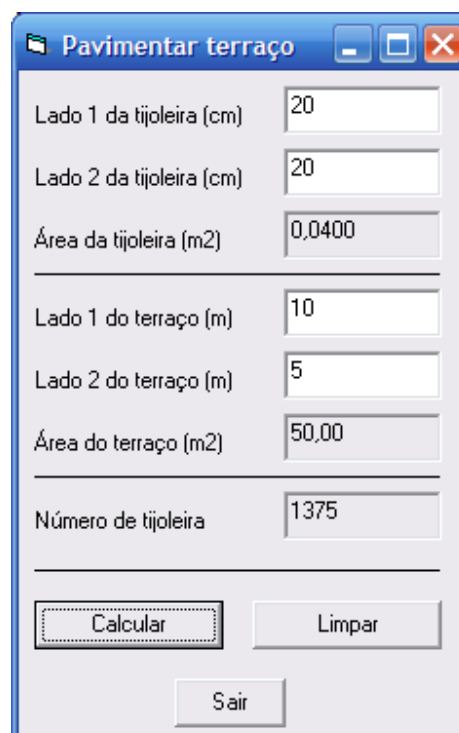 Pavimentar terraço
Lado 1 da tijoleira (cm) 20
Lado 2 da tijoleira (cm) 20
Área da tijoleira (m2) 0,0400
Lado 1 do terraço (m) 10
Lado 2 do terraço (m) 5
Área do terraço (m2) 50,00
Número de tijoleira 1375
Calcular Limpar
Sair